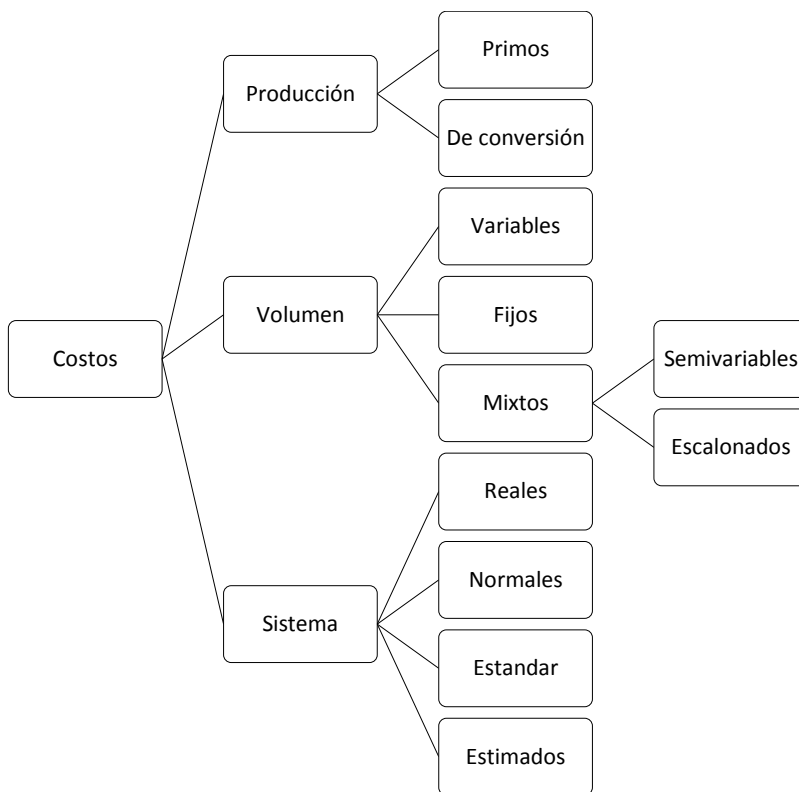 Costos
Producción
Primos
De conversión
Volumen
Variables
Fijos
Mixtos
Semivariables
Escalonados
Sistema
Reales
Normales
Estandar
Estimados